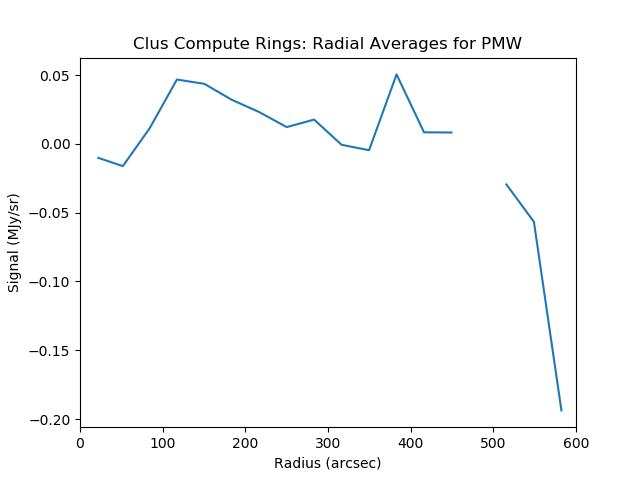 Clus Compute Rings: Radial Averages for PMW
0.05
0.00
−0.05
−0.10
−0.15
−0.20
Signal (MJy/sr)
0 100 200 300 400 500 600
Radius (arcsec)